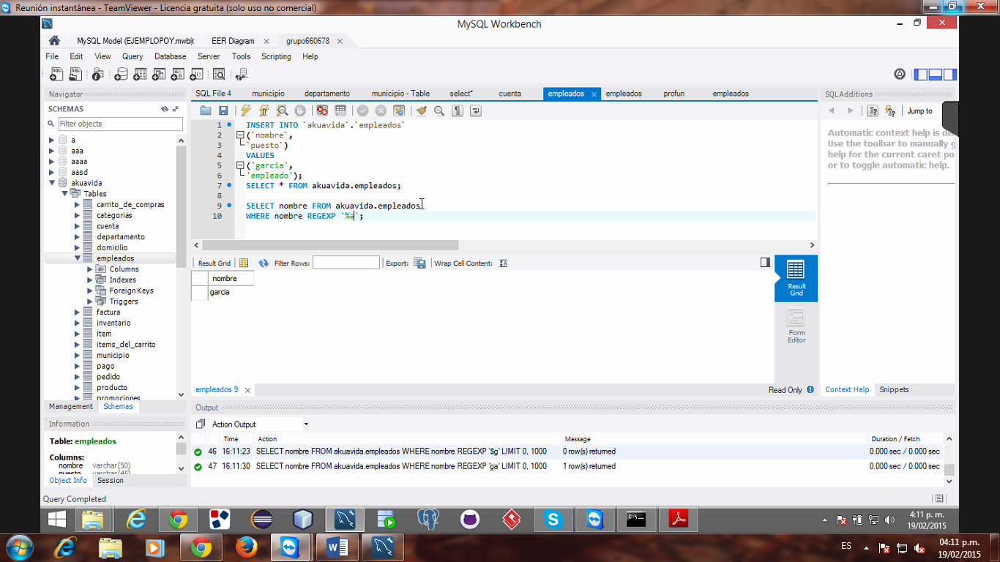 Reunión instantánea - TeamViewer - Licencia gratuita (solo uso no comercial)
MySQL Workbench
MySQL Model (EJEMPLOPOY.mwb) EER Diagram grupo660678
File Edit View Query Database Server Tools Scripting Help
Navigator
SQL File 4 municipio departamento municipio - Table select* cuenta empleados empleados profun empleados
SQLAdditions
SCHEMAS
Filter objects
a
aaa
aaaa
aasd
akuavida
Tables
carrito_de_compras
categorias
cuenta
departamento
domicilio
empleados
Columns
Indexes
Foreign Keys
Triggers
factura
inventario
item
items_del_carrito
municipio
pago
pedido
producto
promociones
Management Schemas
Information
Table: empleados
Columns:
nombre varchar(50)
puesto varchar(45)
Object Info Session
1 INSERT INTO `akuavida`.`empleados`
2 (`nombre`,
3 `puesto`)
4 VALUES
5 ('garcia',
6 'empleado');
7 SELECT * FROM akuavida.empleados;
8
9 SELECT nombre FROM akuavida.empleados
10 WHERE nombre REGEXP '%a';
Result Grid Filter Rows: Export: Wrap Cell Content:
nombre
garcia
Result
Grid
Form
Editor
empleados 9
Read Only
Jump to
Automatic context help is dis
Use the toolbar to manually g
help for the current caret pos
or to toggle automatic help.
Context Help Snippets
Output
Action Output
Time Action Message Duration / Fetch
46 16:11:23 SELECT nombre FROM akuavida.empleados WHERE nombre REGEXP '$g' LIMIT 0, 1000 0 row(s) returned 0.000 sec / 0.000 sec
47 16:11:30 SELECT nombre FROM akuavida.empleados WHERE nombre REGEXP 'ga' LIMIT 0, 1000 1 row(s) returned 0.000 sec / 0.000 sec
Query Completed
4:11 p. m.
19/02/2015
ES
04:11 p.m.
19/02/2015